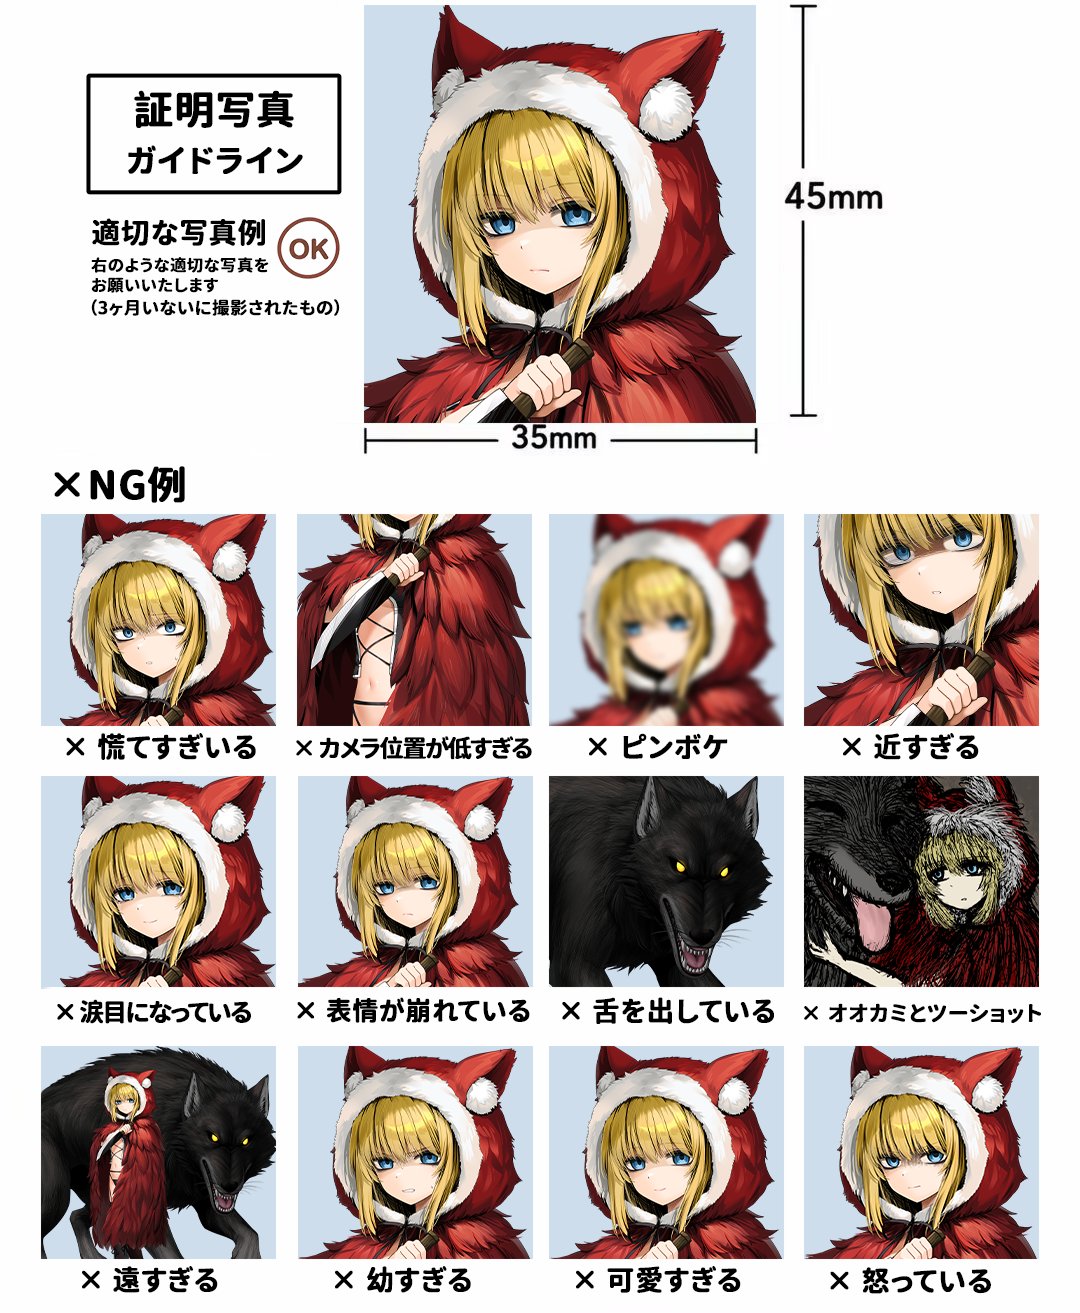 証明写真
ガイドライン
適切な写真例
OK
右のような適切な写真を
お願いいたします
(3ヶ月いないに撮影されたもの)
45mm
35mm
×NG例
× 慌てすぎいる
× カメラ位置が低すぎる
× ピンボケ
× 近すぎる
× 涙目になっている
× 表情が崩れている
× 舌を出している
× オオカミとツーショット
× 遠すぎる
× 幼すぎる
× 可愛すぎる
× 怒っている